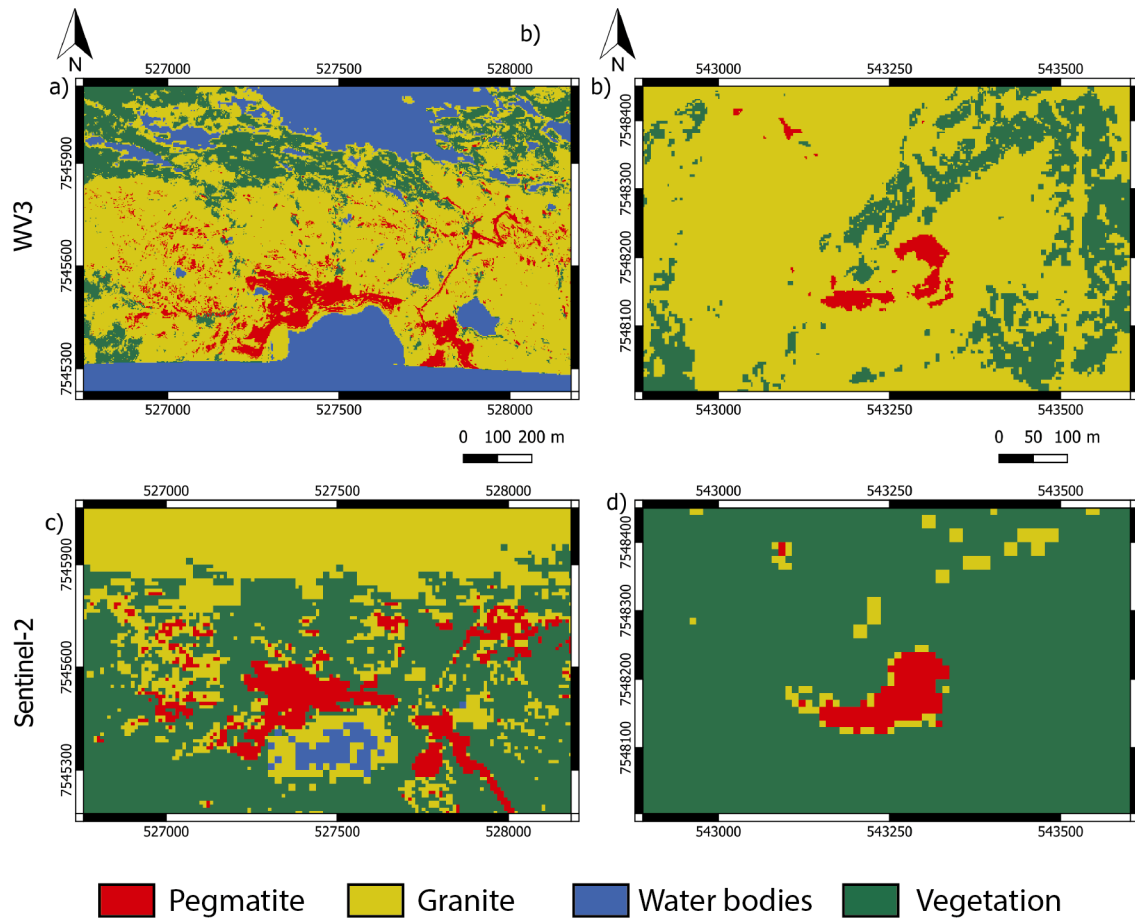 b)
N
N
527000 527500 528000
543000 543250 543500
a)
b)
WV3
7545900
7545600
7545300
7548400
7548300
7548200
7548100
527000 527500 528000
543000 543250 543500
0 100 200 m
0 50 100 m
527000 527500 528000
543000 543250 543500
c)
d)
Sentinel-2
7545900
7545600
7545300
7548400
7548300
7548200
7548100
527000 527500 528000
543000 543250 543500
Pegmatite Granite Water bodies Vegetation